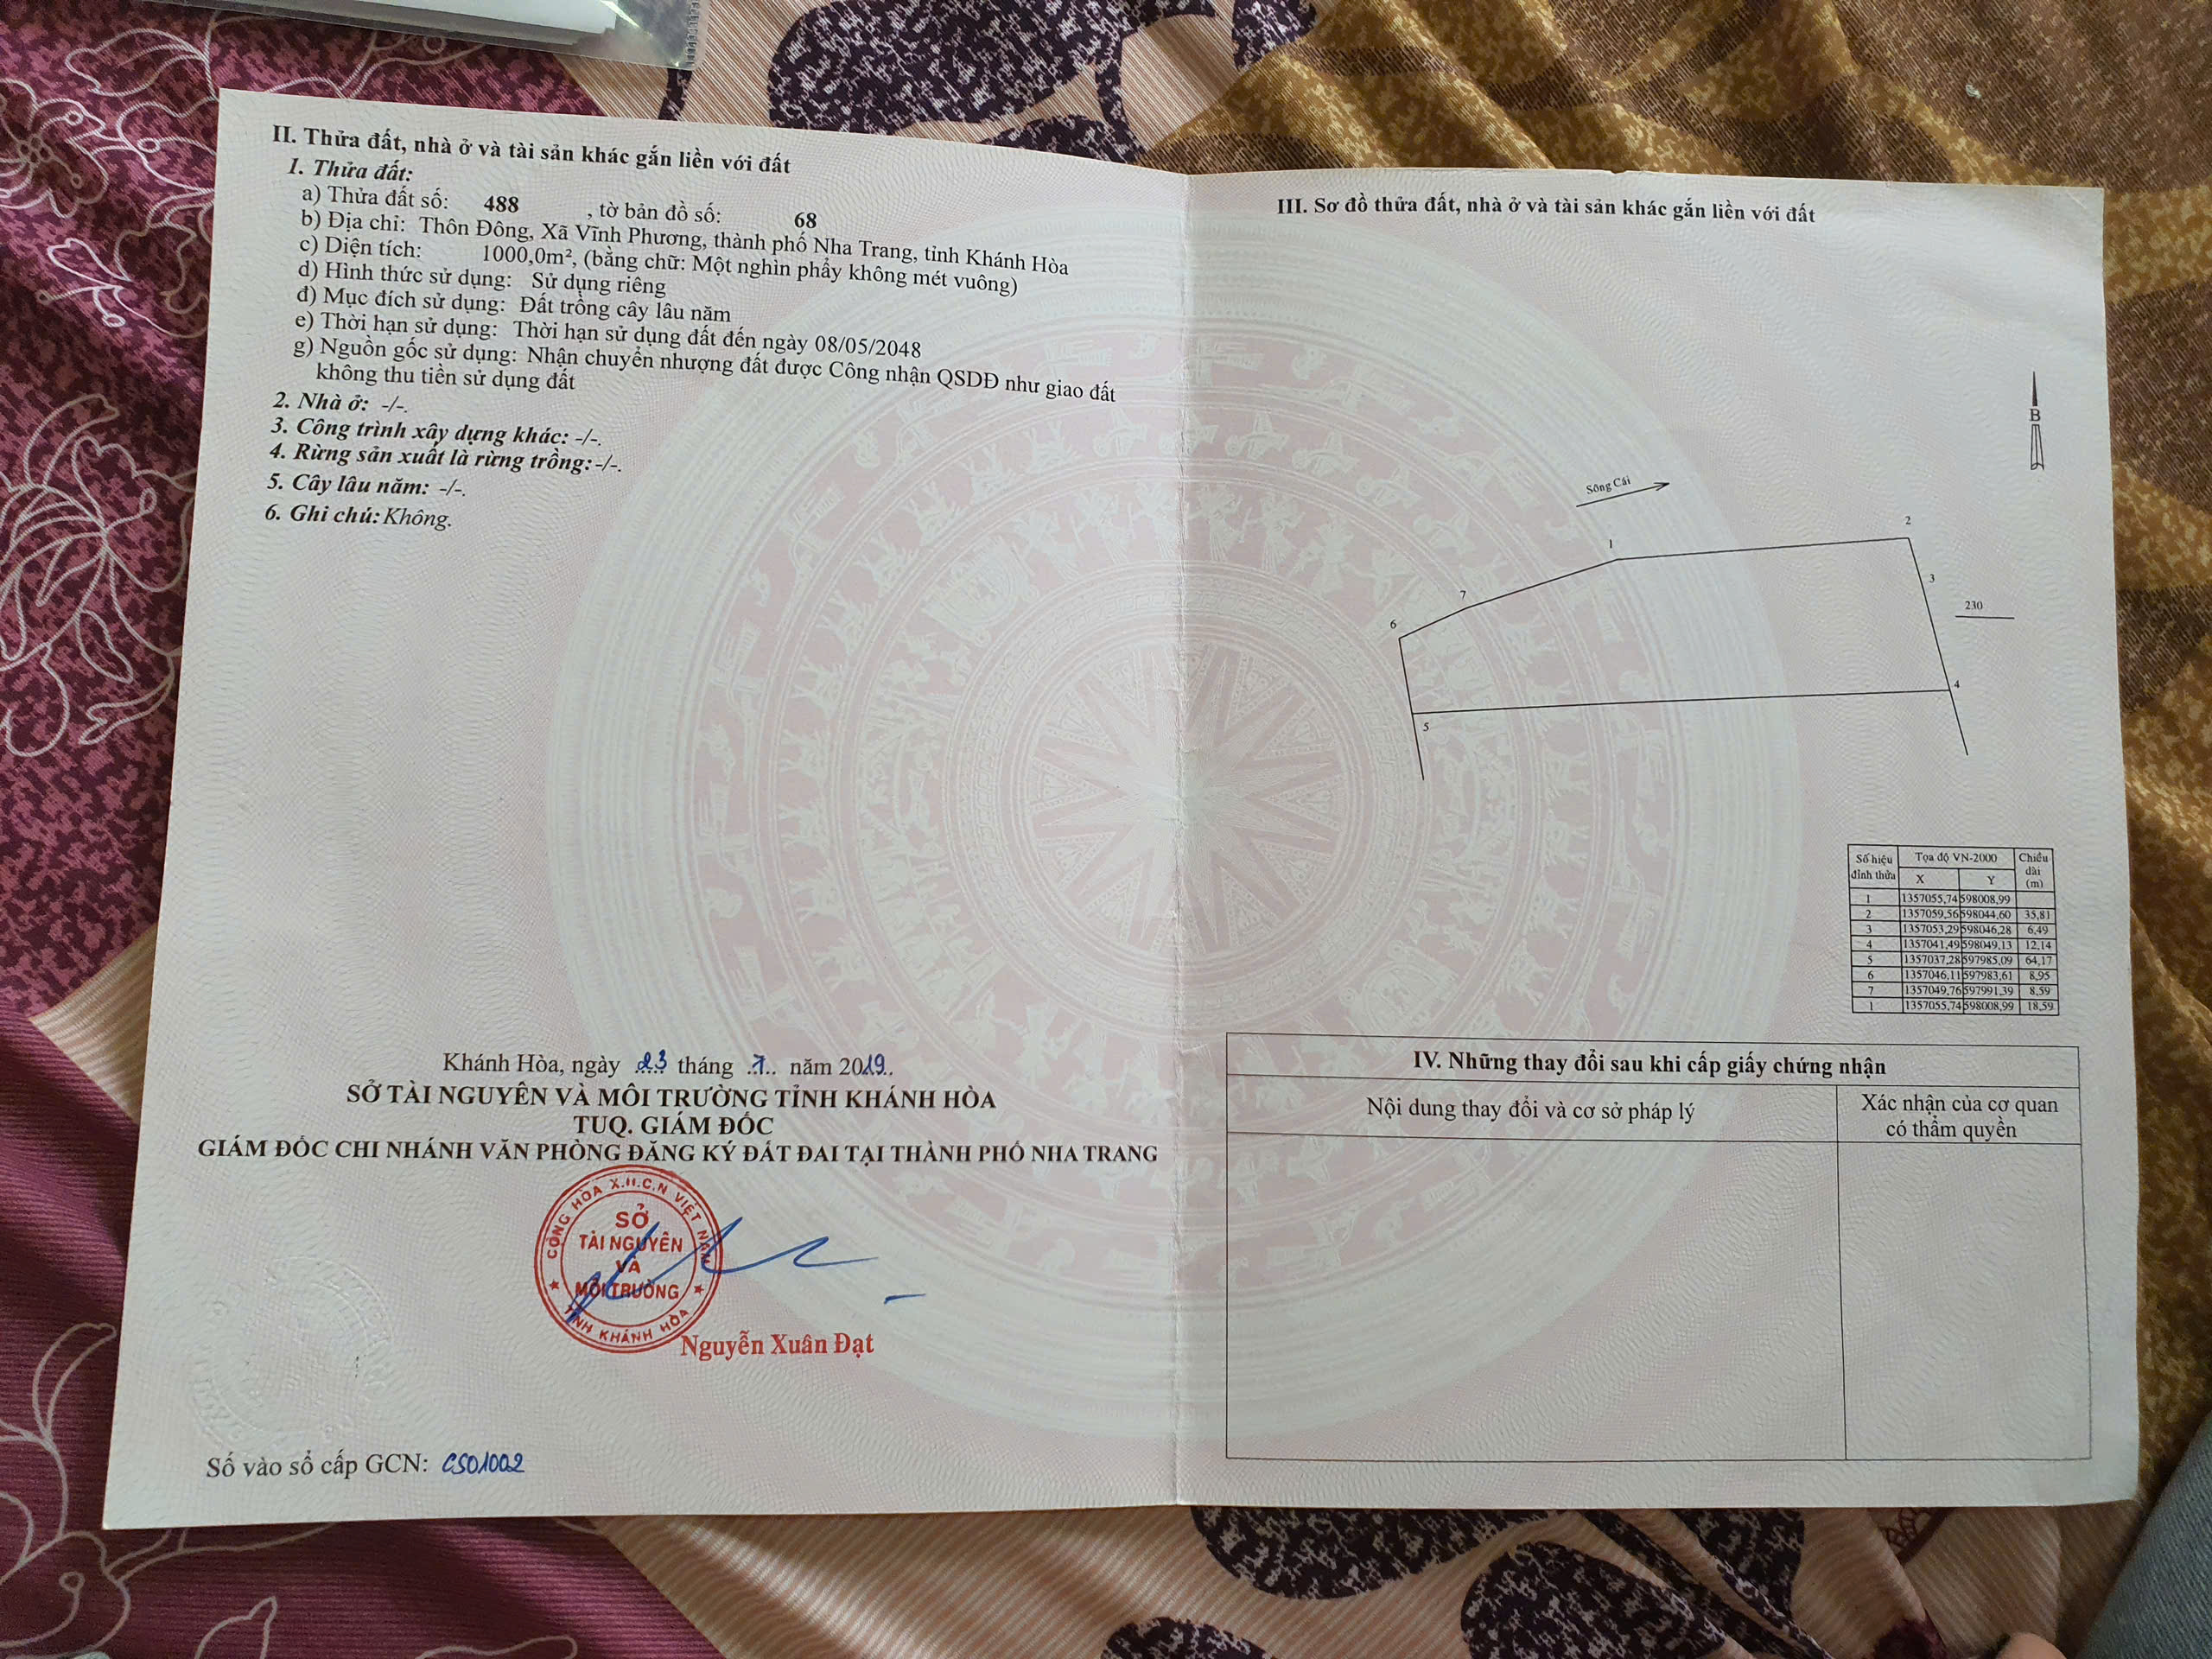 II. Thửa đất, nhà ở và tài sản khác gắn liền với đất
1. Thửa đất:
a) Thửa đất số: 488 , tờ bản đồ số: 68
b) Địa chỉ: Thôn Đông, Xã Vĩnh Phương, thành phố Nha Trang, tỉnh Khánh Hòa
c) Diện tích: 1000,0m², (bằng chữ: Một nghìn phẩy không mét vuông)
d) Hình thức sử dụng: Sử dụng riêng
đ) Mục đích sử dụng: Đất trồng cây lâu năm
e) Thời hạn sử dụng: Thời hạn sử dụng đất đến ngày 08/05/2048
g) Nguồn gốc sử dụng: Nhận chuyển nhượng đất được Công nhận QSDĐ như giao đất
không thu tiền sử dụng đất
2. Nhà ở: -/-.
3. Công trình xây dựng khác: -/-.
4. Rừng sản xuất là rừng trồng: -/-.
5. Cây lâu năm: -/-.
6. Ghi chú: Không.
Khánh Hòa, ngày 23 tháng 7 năm 2019..
SỞ TÀI NGUYÊN VÀ MÔI TRƯỜNG TỈNH KHÁNH HÒA
TUQ. GIÁM ĐỐC
GIÁM ĐỐC CHI NHÁNH VĂN PHÒNG ĐĂNG KÝ ĐẤT ĐAI TẠI THÀNH PHỐ NHA TRANG
CỘNG HÒA X.H.C.N VIỆT NAM
SỞ
TÀI NGUYÊN
VÀ
MÔI TRƯỜNG
TỈNH KHÁNH HÒA
Nguyễn Xuân Đạt
Số vào sổ cấp GCN: CS01002
III. Sơ đồ thửa đất, nhà ở và tài sản khác gắn liền với đất
B
Sông Cái
1
2
3
230
7
6
4
5
Số hiệu đỉnh thửa Tọa độ VN-2000 Chiều dài (m)
X Y
1 1357055,74 598008,99
2 1357059,56 598044,60 35,81
3 1357053,29 598046,28 6,49
4 1357041,49 598049,13 12,14
5 1357037,28 597985,09 64,17
6 1357046,11 597983,61 8,95
7 1357049,76 597991,39 8,59
1 1357055,74 598008,99 18,59
IV. Những thay đổi sau khi cấp giấy chứng nhận
Nội dung thay đổi và cơ sở pháp lý
Xác nhận của cơ quan
có thẩm quyền